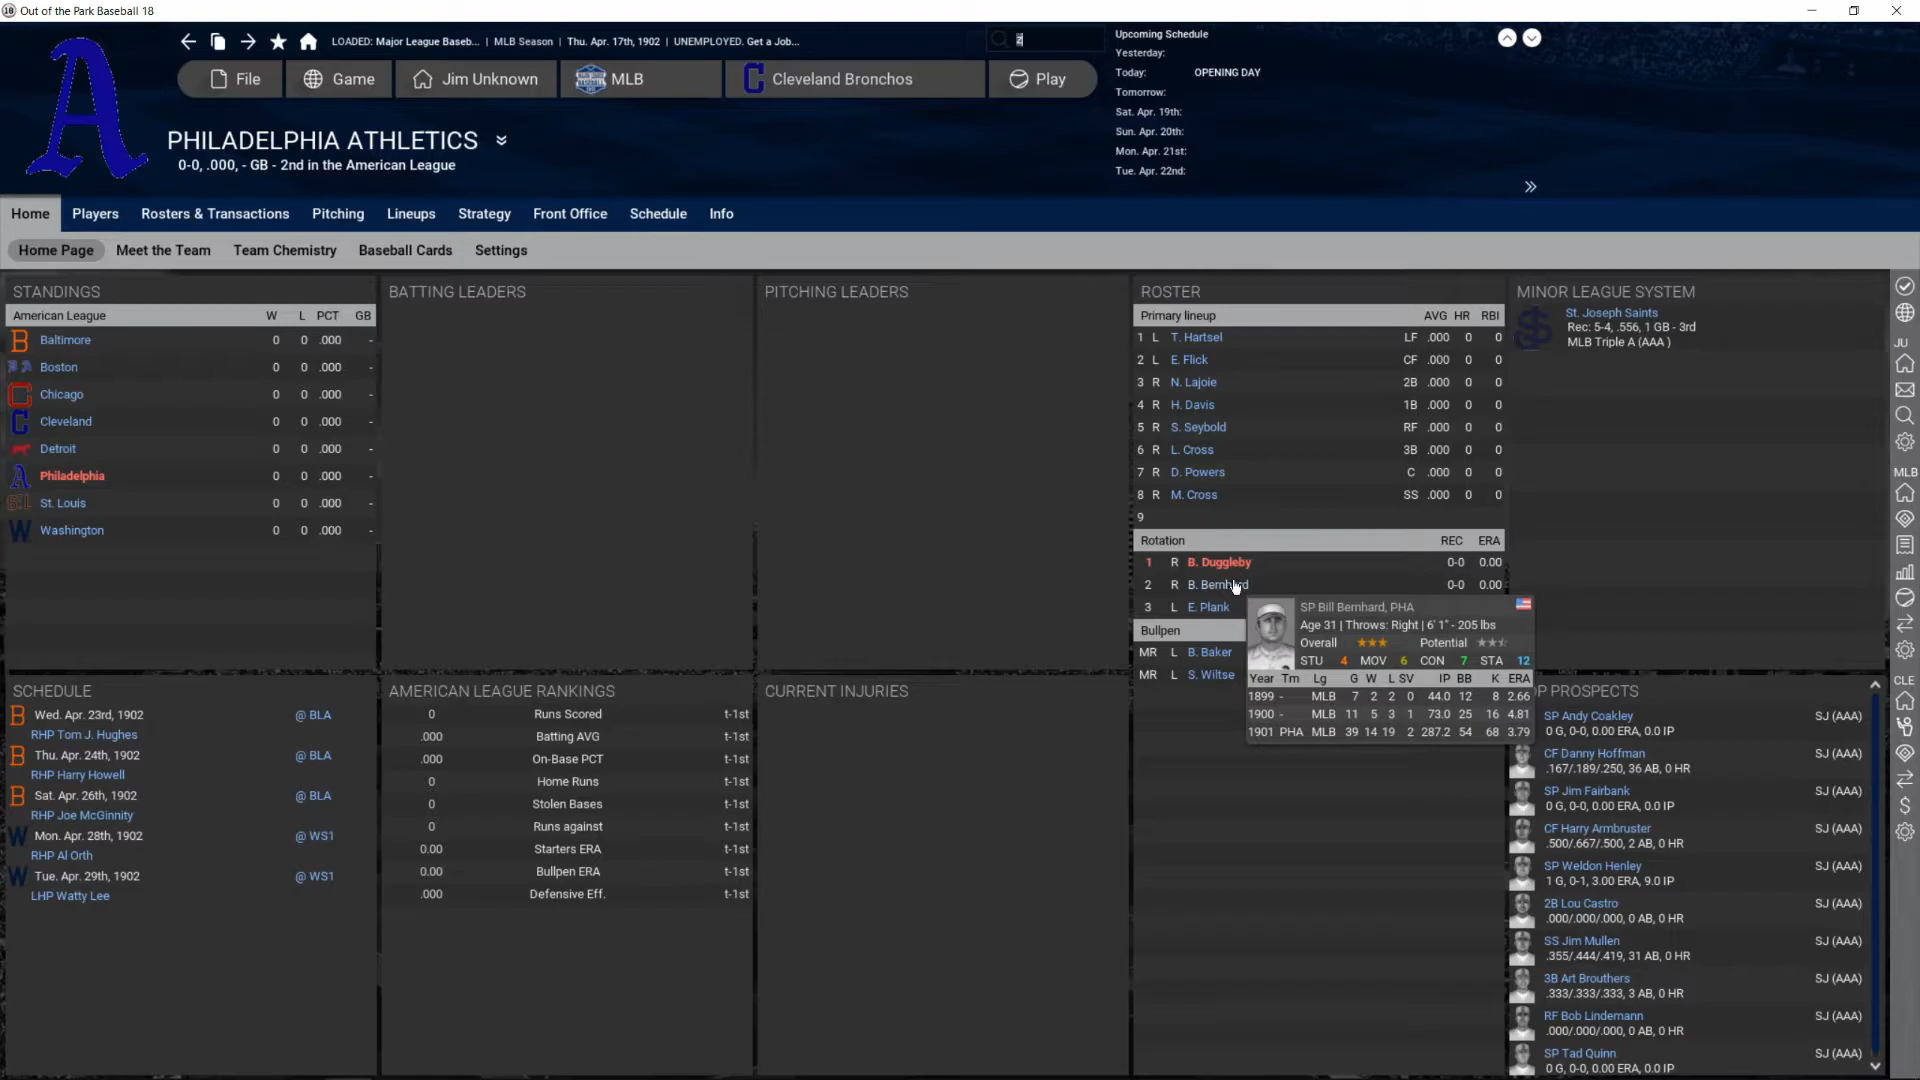 Out of the Park Baseball 18
LOADED: Major League Baseb... | MLB Season | Thu. Apr. 17th, 1902 | UNEMPLOYED. Get a Job...
File Game Jim Unknown MLB Cleveland Bronchos Play
Upcoming Schedule
Yesterday:
Today: OPENING DAY
Tomorrow:
Sat. Apr. 19th:
Sun. Apr. 20th:
Mon. Apr. 21st:
Tue. Apr. 22nd:
PHILADELPHIA ATHLETICS
0-0, .000, - GB - 2nd in the American League
Home Players Rosters & Transactions Pitching Lineups Strategy Front Office Schedule Info
Home Page Meet the Team Team Chemistry Baseball Cards Settings
STANDINGS
American League W L PCT GB
Baltimore 0 0 .000 -
Boston 0 0 .000 -
Chicago 0 0 .000 -
Cleveland 0 0 .000 -
Detroit 0 0 .000 -
Philadelphia 0 0 .000 -
St. Louis 0 0 .000 -
Washington 0 0 .000 -
BATTING LEADERS
PITCHING LEADERS
ROSTER
Primary lineup AVG HR RBI
1 L T. Hartsel LF .000 0 0
2 L E. Flick CF .000 0 0
3 R N. Lajoie 2B .000 0 0
4 R H. Davis 1B .000 0 0
5 R S. Seybold RF .000 0 0
6 R L. Cross 3B .000 0 0
7 R D. Powers C .000 0 0
8 R M. Cross SS .000 0 0
9
Rotation REC ERA
1 R B. Duggleby 0-0 0.00
2 R B. Bernhard 0-0 0.00
3 L E. Plank
Bullpen
MR L B. Baker
MR L S. Wiltse
SP Bill Bernhard, PHA
Age 31 | Throws: Right | 6' 1" - 205 lbs
Overall Potential
STU 4 MOV 6 CON 7 STA 12
Year Tm Lg G W L SV IP BB K ERA
1899 - MLB 7 2 2 0 44.0 12 8 2.66
1900 - MLB 11 5 3 1 73.0 25 16 4.81
1901 PHA MLB 39 14 19 2 287.2 54 68 3.79
MINOR LEAGUE SYSTEM
St. Joseph Saints
Rec: 5-4, .556, 1 GB - 3rd
MLB Triple A (AAA )
SCHEDULE
Wed. Apr. 23rd, 1902 @ BLA
RHP Tom J. Hughes
Thu. Apr. 24th, 1902 @ BLA
RHP Harry Howell
Sat. Apr. 26th, 1902 @ BLA
RHP Joe McGinnity
Mon. Apr. 28th, 1902 @ WS1
RHP Al Orth
Tue. Apr. 29th, 1902 @ WS1
LHP Watty Lee
AMERICAN LEAGUE RANKINGS
0 Runs Scored t-1st
.000 Batting AVG t-1st
.000 On-Base PCT t-1st
0 Home Runs t-1st
0 Stolen Bases t-1st
0 Runs against t-1st
0.00 Starters ERA t-1st
0.00 Bullpen ERA t-1st
.000 Defensive Eff. t-1st
CURRENT INJURIES
PROSPECTS
SP Andy Coakley SJ (AAA)
0 G, 0-0, 0.00 ERA, 0.0 IP
CF Danny Hoffman SJ (AAA)
.167/.189/.250, 36 AB, 0 HR
SP Jim Fairbank SJ (AAA)
0 G, 0-0, 0.00 ERA, 0.0 IP
CF Harry Armbruster SJ (AAA)
.500/.667/.500, 2 AB, 0 HR
SP Weldon Henley SJ (AAA)
1 G, 0-1, 3.00 ERA, 9.0 IP
2B Lou Castro SJ (AAA)
.000/.000/.000, 0 AB, 0 HR
SS Jim Mullen SJ (AAA)
.355/.444/.419, 31 AB, 0 HR
3B Art Brouthers SJ (AAA)
.333/.333/.333, 3 AB, 0 HR
RF Bob Lindemann SJ (AAA)
.000/.000/.000, 0 AB, 0 HR
SP Tad Quinn SJ (AAA)
0 G, 0-0, 0.00 ERA, 0.0 IP
JU
MLB
CLE